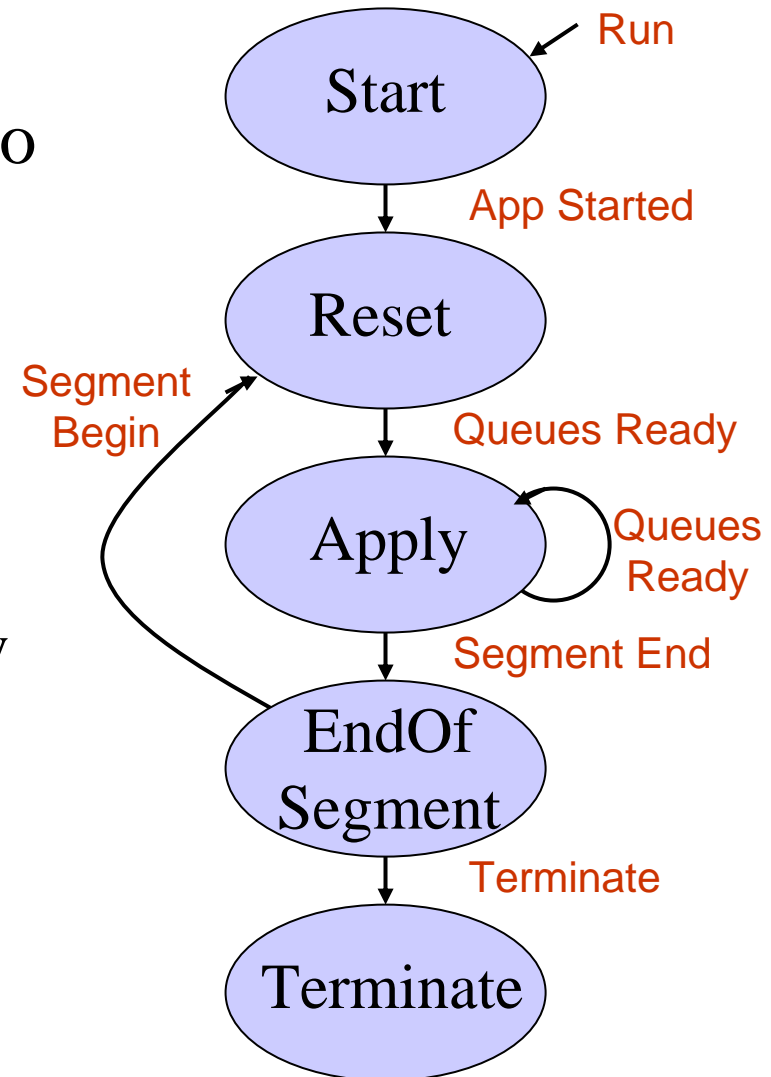 Run
Start
o
App Started
Reset
Segment
Begin
Queues Ready
Apply
Queues
Ready
Segment End
EndOf
Segment
Terminate
Terminate